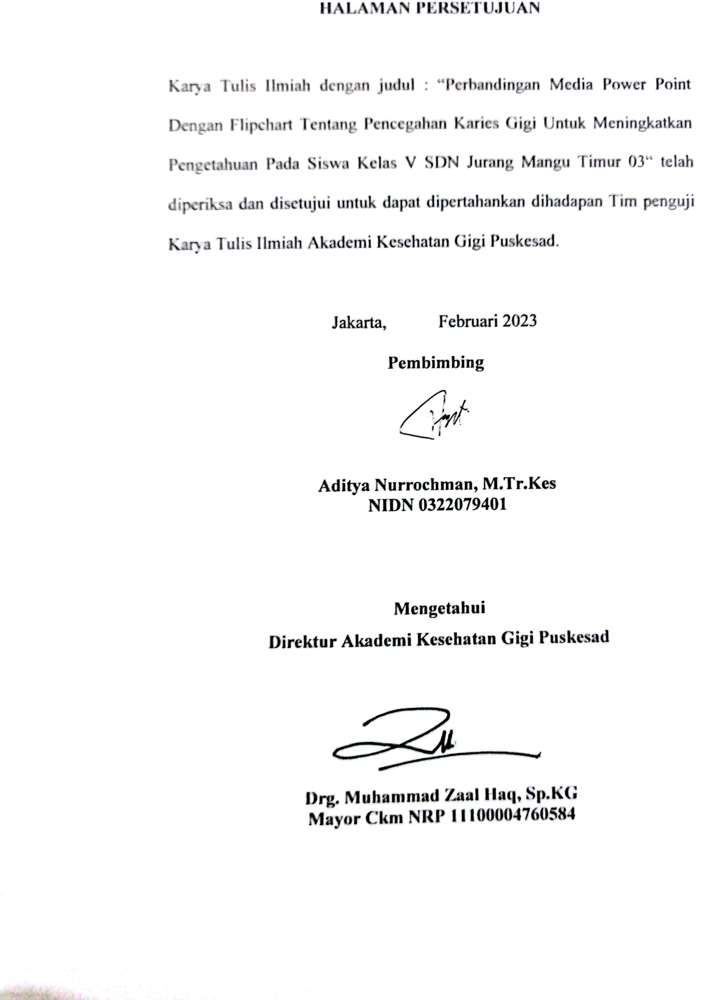 HALAMAN PERSETUJUAN
Karya Tulis Ilmiah dengan judul : “Perbandingan Media Power Point
Dengan Flipchart Tentang Pencegahan Karies Gigi Untuk Meningkatkan
Pengetahuan Pada Siswa Kelas V SDN Jurang Mangu Timur 03“ telah
diperiksa dan disetujui untuk dapat dipertahankan dihadapan Tim penguji
Karya Tulis Ilmiah Akademi Kesehatan Gigi Puskesad.
Jakarta, Februari 2023
Pembimbing
Aditya Nurrochman, M.Tr.Kes
NIDN 0322079401
Mengetahui
Direktur Akademi Kesehatan Gigi Puskesad
Drg. Muhammad Zaal Haq, Sp.KG
Mayor Ckm NRP 11100004760584